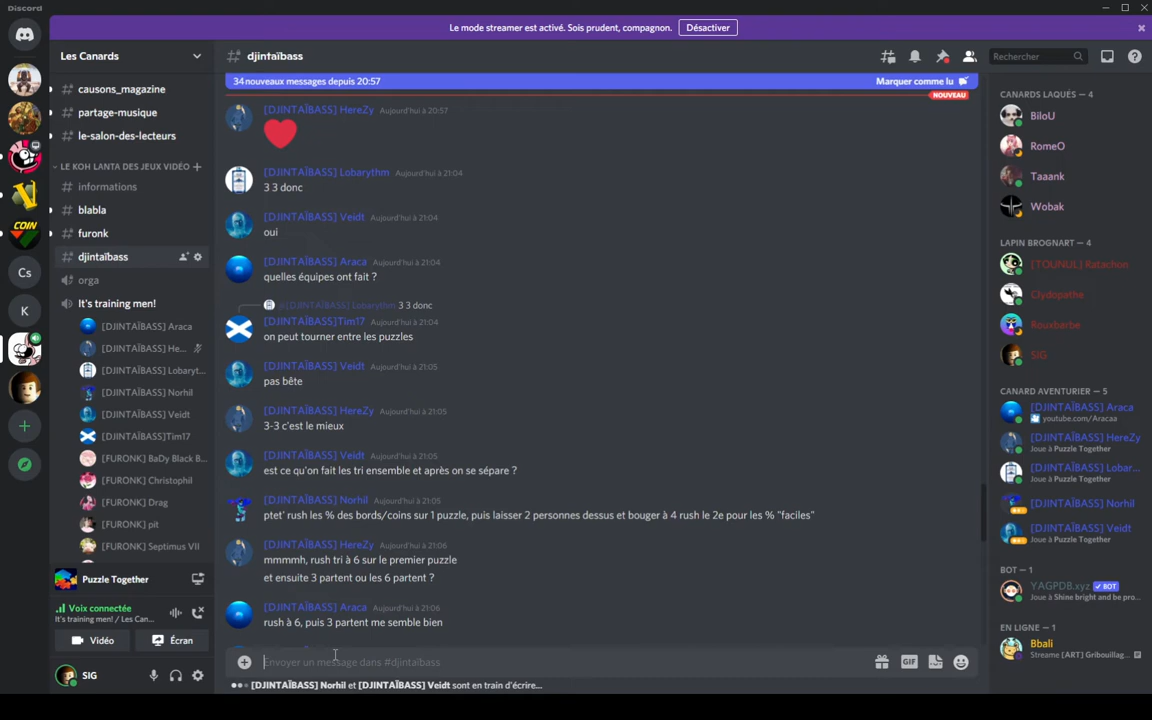 Discord
Le mode streamer est activé. Sois prudent, compagnon.
Désactiver
Les Canards
djintaïbass
Rechercher
causons_magazine
partage-musique
le-salon-des-lecteurs
LE KOH LANTA DES JEUX VIDÉO
informations
blabla
furonk
djintaïbass
orga
It's training men!
[DJINTAÏBASS] Araca
[DJINTAÏBASS] He...
[DJINTAÏBASS] Lobaryt...
[DJINTAÏBASS] Norhil
[DJINTAÏBASS] Veidt
[DJINTAÏBASS]Tim17
[FURONK] BaDy Black B...
[FURONK] Christophil
[FURONK] Drag
[FURONK] pit
[FURONK] Septimus VII
COIN
Cs
K
Puzzle Together
Voix connectée
It's training men! / Les Can...
Vidéo
Écran
SIG
34 nouveaux messages depuis 20:57
Marquer comme lu
NOUVEAU
[DJINTAÏBASS] HereZy Aujourd'hui à 20:57
[DJINTAÏBASS] Lobarythm Aujourd'hui à 21:04
3 3 donc
[DJINTAÏBASS] Veidt Aujourd'hui à 21:04
oui
[DJINTAÏBASS] Araca Aujourd'hui à 21:04
quelles équipes ont fait ?
@[DJINTAÏBASS] Lobarythm 3 3 donc
[DJINTAÏBASS]Tim17 Aujourd'hui à 21:04
on peut tourner entre les puzzles
[DJINTAÏBASS] Veidt Aujourd'hui à 21:05
pas bête
[DJINTAÏBASS] HereZy Aujourd'hui à 21:05
3-3 c'est le mieux
[DJINTAÏBASS] Veidt Aujourd'hui à 21:05
est ce qu'on fait les tri ensemble et après on se sépare ?
[DJINTAÏBASS] Norhil Aujourd'hui à 21:05
ptet' rush les % des bords/coins sur 1 puzzle, puis laisser 2 personnes dessus et bouger à 4 rush le 2e pour les % "faciles"
[DJINTAÏBASS] HereZy Aujourd'hui à 21:06
mmmmh, rush tri à 6 sur le premier puzzle
et ensuite 3 partent ou les 6 partent ?
[DJINTAÏBASS] Araca Aujourd'hui à 21:06
rush à 6, puis 3 partent me semble bien
Envoyer un message dans #djintaïbass
GIF
[DJINTAÏBASS] Norhil et [DJINTAÏBASS] Veidt sont en train d'écrire...
CANARDS LAQUÉS — 4
BiloU
RomeO
Taaank
Wobak
LAPIN BROGNART — 4
[TOUNUL] Ratachon
Clydopathe
Rouxbarbe
SIG
CANARD AVENTURIER — 5
[DJINTAÏBASS] Araca
youtube.com/Aracaa
[DJINTAÏBASS] HereZy
Joue à Puzzle Together
[DJINTAÏBASS] Lobar...
Joue à Puzzle Together
[DJINTAÏBASS] Norhil
[DJINTAÏBASS] Veidt
Joue à Puzzle Together
BOT — 1
YAGPDB.xyz BOT
Joue à Shine bright and be pro...
EN LIGNE — 1
Bbali
Streame [ART] Gribouillag...